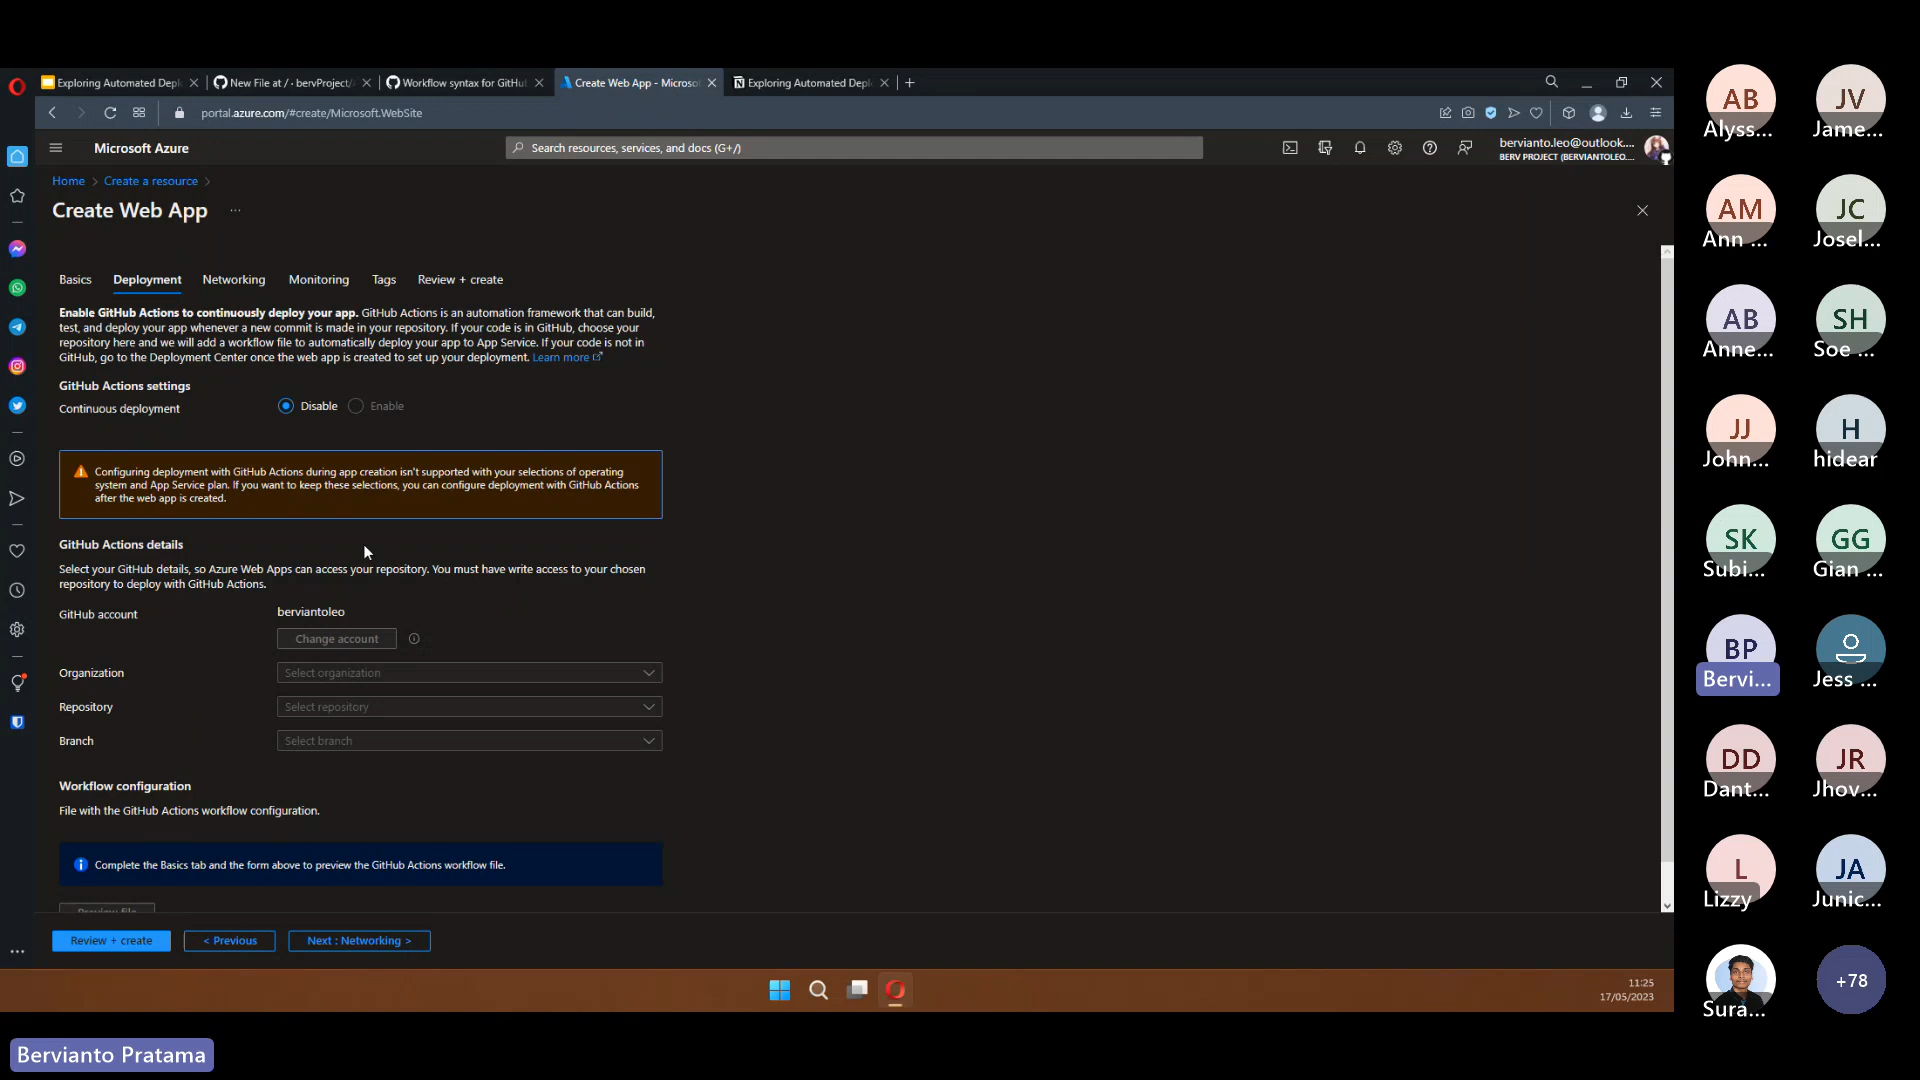 Exploring Automated Depl
New File at / · bervProject/
Workflow syntax for GitHu
Create Web App - Microso
Exploring Automated Depl
portal.azure.com/#create/Microsoft.WebSite
Microsoft Azure
Search resources, services, and docs (G+/)
bervianto.leo@outlook....
BERV PROJECT (BERVIANTOLEO....
Home > Create a resource >
Create Web App ...
Basics
Deployment
Networking
Monitoring
Tags
Review + create
Enable GitHub Actions to continuously deploy your app. GitHub Actions is an automation framework that can build,
test, and deploy your app whenever a new commit is made in your repository. If your code is in GitHub, choose your
repository here and we will add a workflow file to automatically deploy your app to App Service. If your code is not in
GitHub, go to the Deployment Center once the web app is created to set up your deployment. Learn more
GitHub Actions settings
Continuous deployment
Disable
Enable
Configuring deployment with GitHub Actions during app creation isn't supported with your selections of operating
system and App Service plan. If you want to keep these selections, you can configure deployment with GitHub Actions
after the web app is created.
GitHub Actions details
Select your GitHub details, so Azure Web Apps can access your repository. You must have write access to your chosen
repository to deploy with GitHub Actions.
GitHub account
berviantoleo
Change account
Organization
Select organization
Repository
Select repository
Branch
Select branch
Workflow configuration
File with the GitHub Actions workflow configuration.
Complete the Basics tab and the form above to preview the GitHub Actions workflow file.
Preview file
Review + create
< Previous
Next : Networking >
11:25
17/05/2023
Bervianto Pratama
AB
Alyss...
JV
Jame...
AM
Ann ...
JC
Josel...
AB
Anne...
SH
Soe ...
JJ
John...
H
hidear
SK
Subi...
GG
Gian ...
BP
Bervi...
Jess ...
DD
Dant...
JR
Jhov...
L
Lizzy
JA
Junic...
Sura...
+78